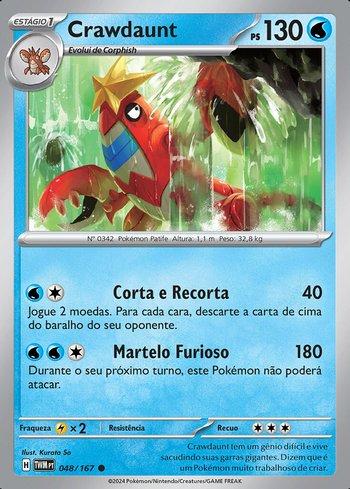 ESTÁGIO 1
Crawdaunt
PS 130
Evolui de Corphish
Nº 0342 Pokémon Patife Altura: 1,1 m Peso: 32,8 kg
Corta e Recorta 40
Jogue 2 moedas. Para cada cara, descarte a carta de cima
do baralho do seu oponente.
Martelo Furioso 180
Durante o seu próximo turno, este Pokémon não poderá
atacar.
Fraqueza x2 Resistência Recuo
Ilust. Kurata So
Crawdaunt tem um gênio difícil e vive
sacudindo suas garras gigantes. Dizem que é
um Pokémon muito trabalhoso de criar.
H TWM PT 048/167
©2024 Pokémon/Nintendo/Creatures/GAME FREAK